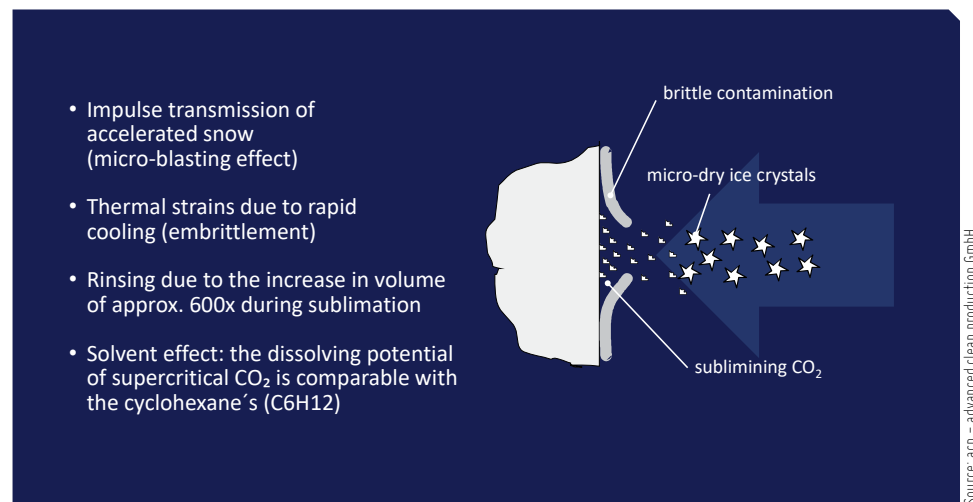 • Impulse transmission of
accelerated snow
(micro-blasting effect)
• Thermal strains due to rapid
cooling (embrittlement)
• Rinsing due to the increase in volume
of approx. 600x during sublimation
• Solvent effect: the dissolving potential
of supercritical CO₂ is comparable with
the cyclohexane´s (C6H12)
brittle contamination
micro-dry ice crystals
sublimining CO₂
Source: acp – advanced clean production GmbH